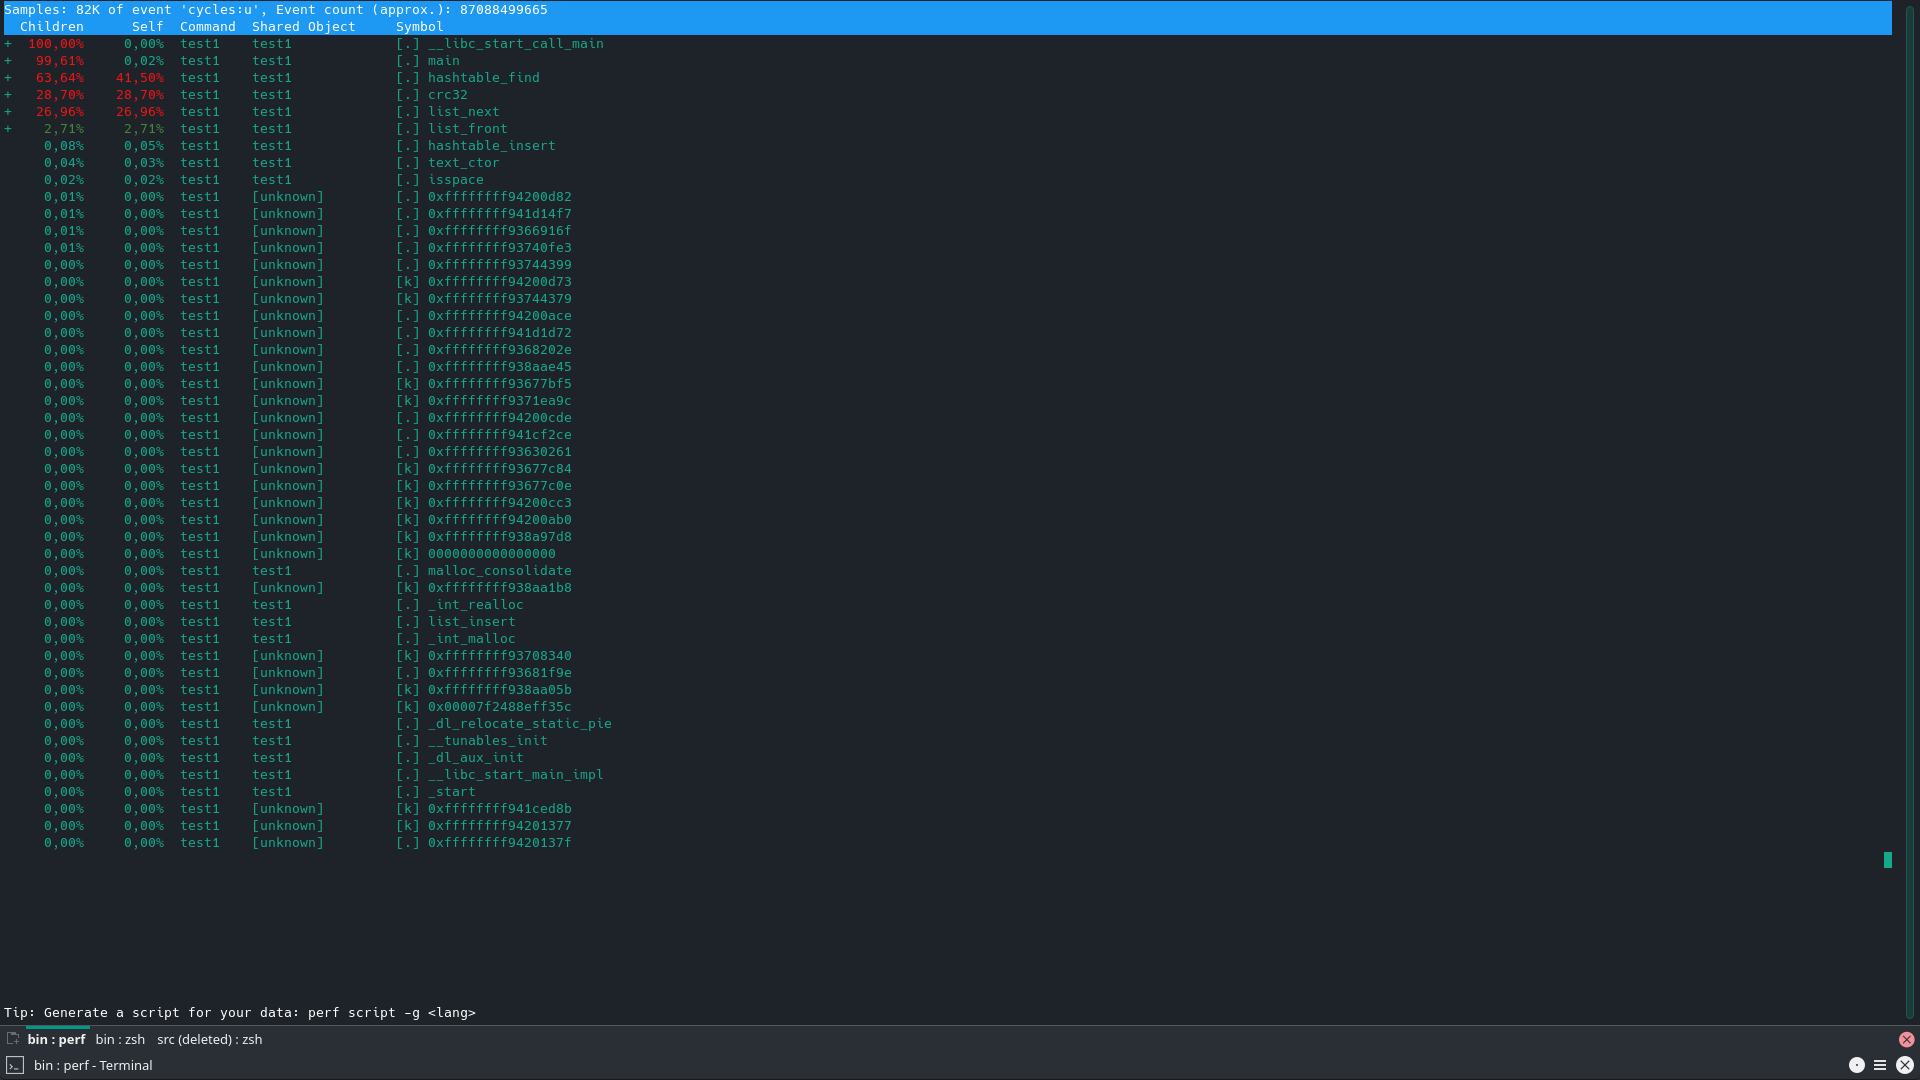 Samples: 82K of event 'cycles:u', Event count (approx.): 87088499665
Children Self Command Shared Object Symbol
+ 100,00% 0,00% test1 test1 [.] __libc_start_call_main
+ 99,61% 0,02% test1 test1 [.] main
+ 63,64% 41,50% test1 test1 [.] hashtable_find
+ 28,70% 28,70% test1 test1 [.] crc32
+ 26,96% 26,96% test1 test1 [.] list_next
+ 2,71% 2,71% test1 test1 [.] list_front
0,08% 0,05% test1 test1 [.] hashtable_insert
0,04% 0,03% test1 test1 [.] text_ctor
0,02% 0,02% test1 test1 [.] isspace
0,01% 0,00% test1 [unknown] [.] 0xffffffff94200d82
0,01% 0,00% test1 [unknown] [.] 0xffffffff941d14f7
0,01% 0,00% test1 [unknown] [.] 0xffffffff9366916f
0,01% 0,00% test1 [unknown] [.] 0xffffffff93740fe3
0,00% 0,00% test1 [unknown] [.] 0xffffffff93744399
0,00% 0,00% test1 [unknown] [k] 0xffffffff94200d73
0,00% 0,00% test1 [unknown] [k] 0xffffffff93744379
0,00% 0,00% test1 [unknown] [.] 0xffffffff94200ace
0,00% 0,00% test1 [unknown] [.] 0xffffffff941d1d72
0,00% 0,00% test1 [unknown] [.] 0xffffffff9368202e
0,00% 0,00% test1 [unknown] [.] 0xffffffff938aae45
0,00% 0,00% test1 [unknown] [k] 0xffffffff93677bf5
0,00% 0,00% test1 [unknown] [k] 0xffffffff9371ea9c
0,00% 0,00% test1 [unknown] [.] 0xffffffff94200cde
0,00% 0,00% test1 [unknown] [.] 0xffffffff941cf2ce
0,00% 0,00% test1 [unknown] [.] 0xffffffff93630261
0,00% 0,00% test1 [unknown] [k] 0xffffffff93677c84
0,00% 0,00% test1 [unknown] [k] 0xffffffff93677c0e
0,00% 0,00% test1 [unknown] [k] 0xffffffff94200cc3
0,00% 0,00% test1 [unknown] [k] 0xffffffff94200ab0
0,00% 0,00% test1 [unknown] [k] 0xffffffff938a97d8
0,00% 0,00% test1 [unknown] [k] 0000000000000000
0,00% 0,00% test1 test1 [.] malloc_consolidate
0,00% 0,00% test1 [unknown] [k] 0xffffffff938aa1b8
0,00% 0,00% test1 test1 [.] _int_realloc
0,00% 0,00% test1 test1 [.] list_insert
0,00% 0,00% test1 test1 [.] _int_malloc
0,00% 0,00% test1 [unknown] [k] 0xffffffff93708340
0,00% 0,00% test1 [unknown] [.] 0xffffffff93681f9e
0,00% 0,00% test1 [unknown] [k] 0xffffffff938aa05b
0,00% 0,00% test1 [unknown] [k] 0x00007f2488eff35c
0,00% 0,00% test1 test1 [.] _dl_relocate_static_pie
0,00% 0,00% test1 test1 [.] __tunables_init
0,00% 0,00% test1 test1 [.] _dl_aux_init
0,00% 0,00% test1 test1 [.] __libc_start_main_impl
0,00% 0,00% test1 test1 [.] _start
0,00% 0,00% test1 [unknown] [k] 0xffffffff941ced8b
0,00% 0,00% test1 [unknown] [k] 0xffffffff94201377
0,00% 0,00% test1 [unknown] [.] 0xffffffff9420137f
Tip: Generate a script for your data: perf script -g <lang>
bin : perf bin : zsh src (deleted) : zsh
bin : perf - Terminal